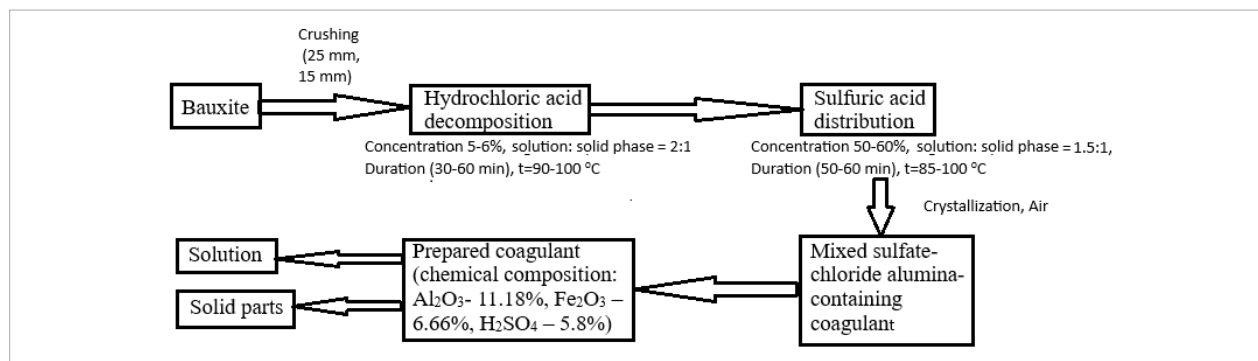 Crushing
(25 mm,
15 mm)
Bauxite
Hydrochloric acid
decomposition
Sulfuric acid
distribution
Concentration 5-6%, solution: solid phase = 2:1
Duration (30-60 min), t=90-100 °C
Concentration 50-60%, solution: solid phase = 1.5:1,
Duration (50-60 min), t=85-100 °C
Crystallization, Air
Mixed sulfate-
chloride alumina-
containing
coagulant
Prepared coagulant
(chemical composition:
Al₂O₃- 11.18%, Fe₂O₃ –
6.66%, H₂SO₄ – 5.8%)
Solution
Solid parts